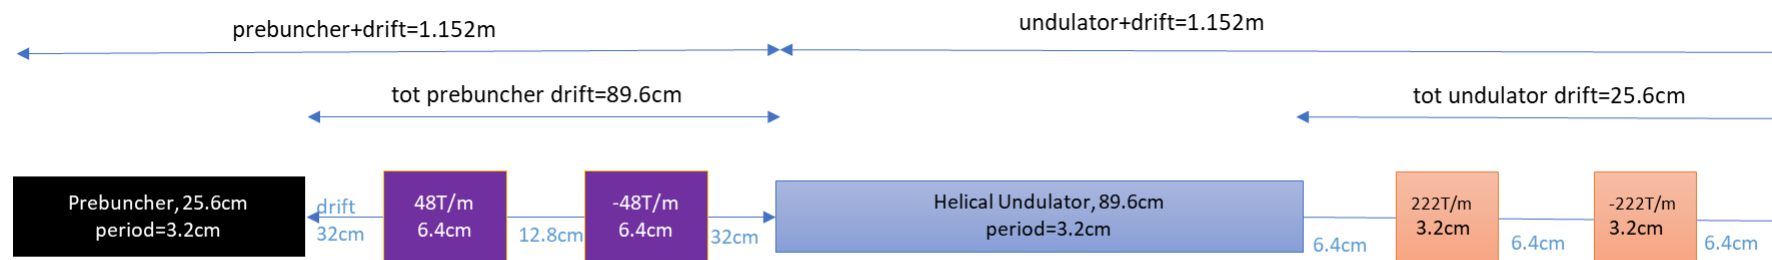 prebuncher+drift=1.152m
undulator+drift=1.152m
tot prebuncher drift=89.6cm
tot undulator drift=25.6cm
Prebuncher, 25.6cm
period=3.2cm
drift
32cm
48T/m
6.4cm
12.8cm
-48T/m
6.4cm
32cm
Helical Undulator, 89.6cm
period=3.2cm
6.4cm
222T/m
3.2cm
6.4cm
-222T/m
3.2cm
6.4cm